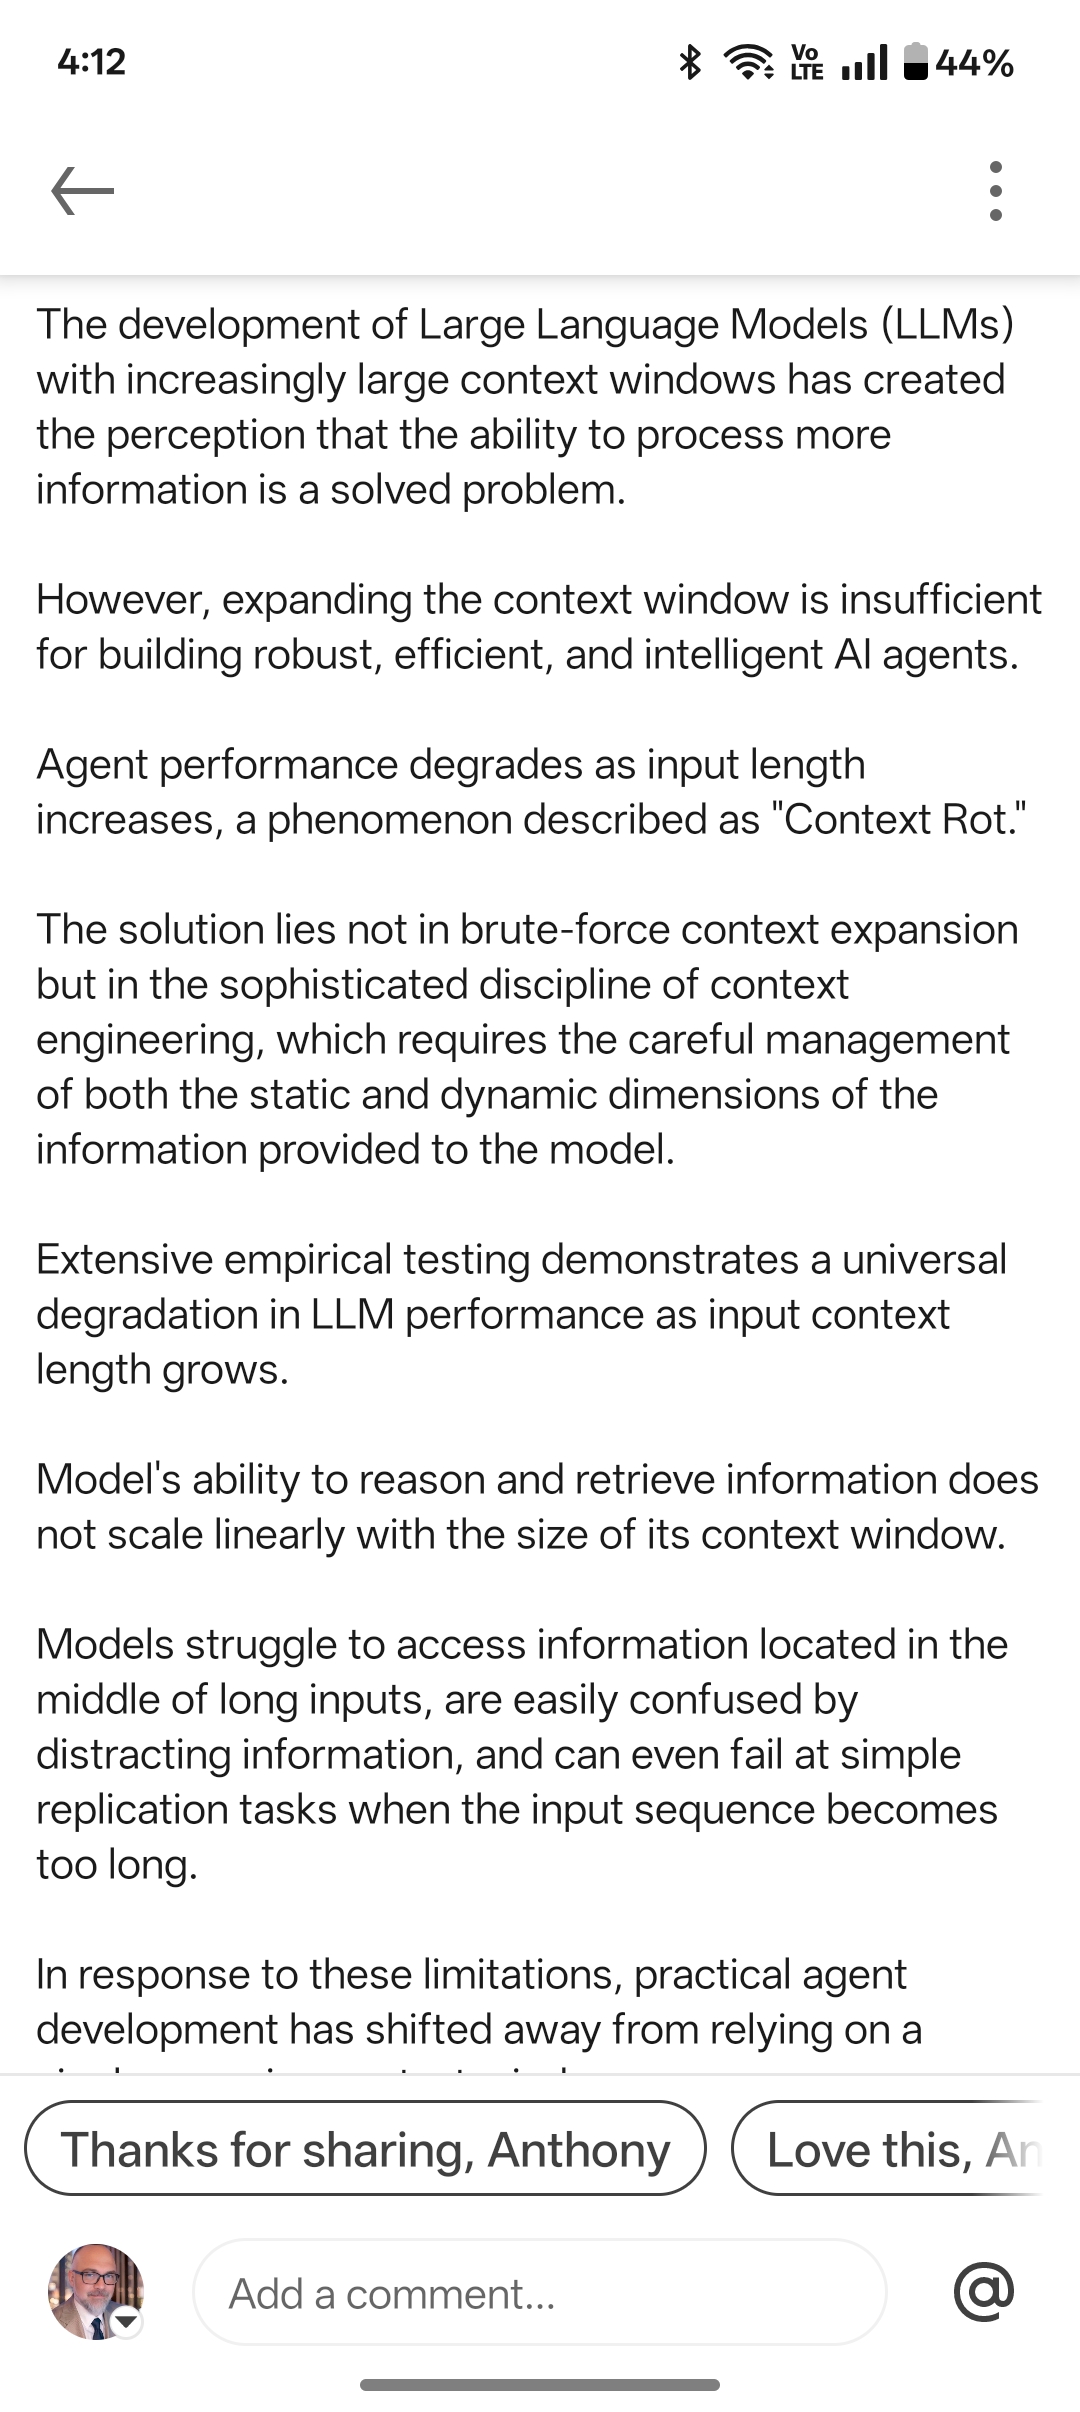 4:12
Vo LTE
44%
The development of Large Language Models (LLMs)
with increasingly large context windows has created
the perception that the ability to process more
information is a solved problem.
However, expanding the context window is insufficient
for building robust, efficient, and intelligent AI agents.
Agent performance degrades as input length
increases, a phenomenon described as "Context Rot."
The solution lies not in brute-force context expansion
but in the sophisticated discipline of context
engineering, which requires the careful management
of both the static and dynamic dimensions of the
information provided to the model.
Extensive empirical testing demonstrates a universal
degradation in LLM performance as input context
length grows.
Model's ability to reason and retrieve information does
not scale linearly with the size of its context window.
Models struggle to access information located in the
middle of long inputs, are easily confused by
distracting information, and can even fail at simple
replication tasks when the input sequence becomes
too long.
In response to these limitations, practical agent
development has shifted away from relying on a
Thanks for sharing, Anthony
Love this, An
Add a comment...
@